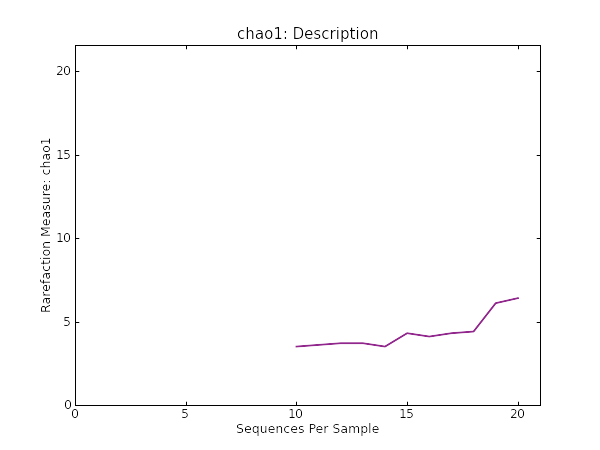 chao1: Description
20
15
10
5
0
Rarefaction Measure: chao1
0 5 10 15 20
Sequences Per Sample